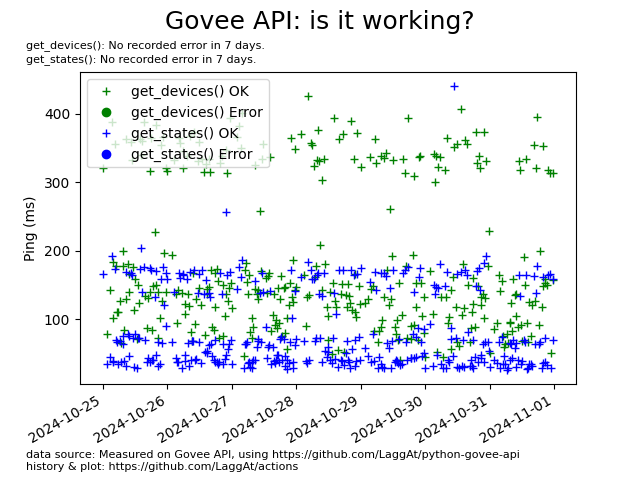 Govee API: is it working?
get_devices(): No recorded error in 7 days.
get_states(): No recorded error in 7 days.
get_devices() OK
get_devices() Error
get_states() OK
get_states() Error
Ping (ms)
400
300
200
100
2024-10-25
2024-10-26
2024-10-27
2024-10-28
2024-10-29
2024-10-30
2024-10-31
2024-11-01
data source: Measured on Govee API, using https://github.com/LaggAt/python-govee-api
history & plot: https://github.com/LaggAt/actions